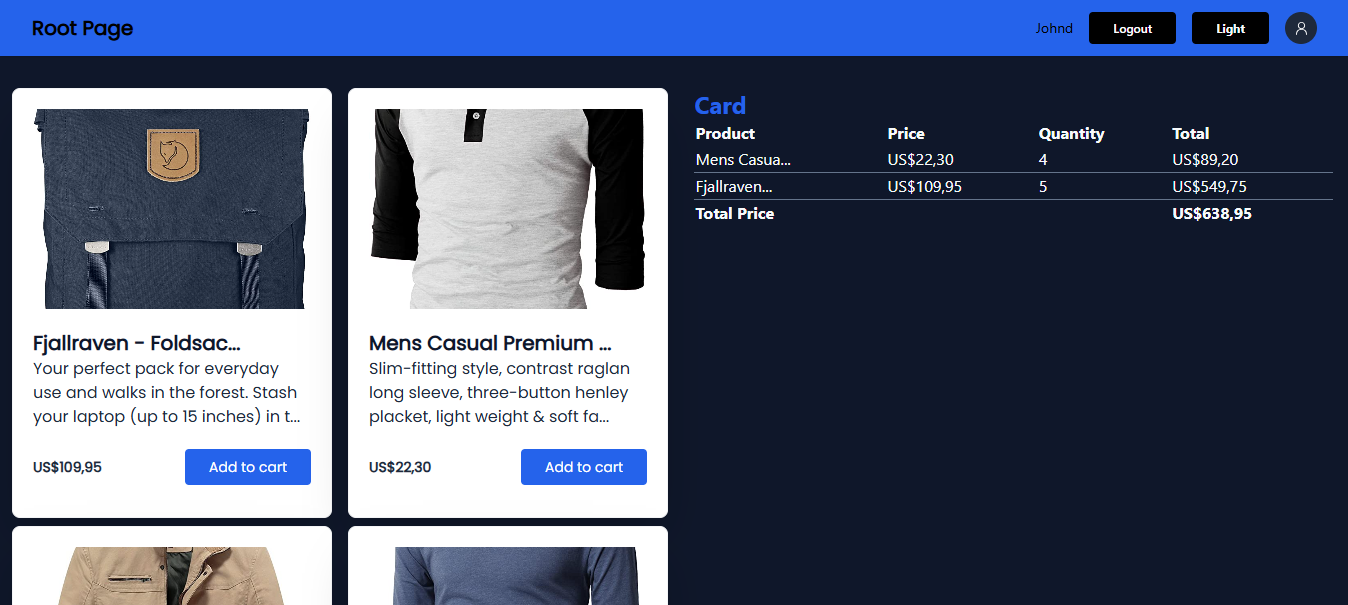 Root Page
Johnd
Logout
Light
Fjallraven - Foldsac...
Your perfect pack for everyday
use and walks in the forest. Stash
your laptop (up to 15 inches) in t...
US$109,95
Add to cart
Mens Casual Premium ...
Slim-fitting style, contrast raglan
long sleeve, three-button henley
placket, light weight & soft fa...
US$22,30
Add to cart
Card
Product Price Quantity Total
Mens Casua... US$22,30 4 US$89,20
Fjallraven... US$109,95 5 US$549,75
Total Price US$638,95